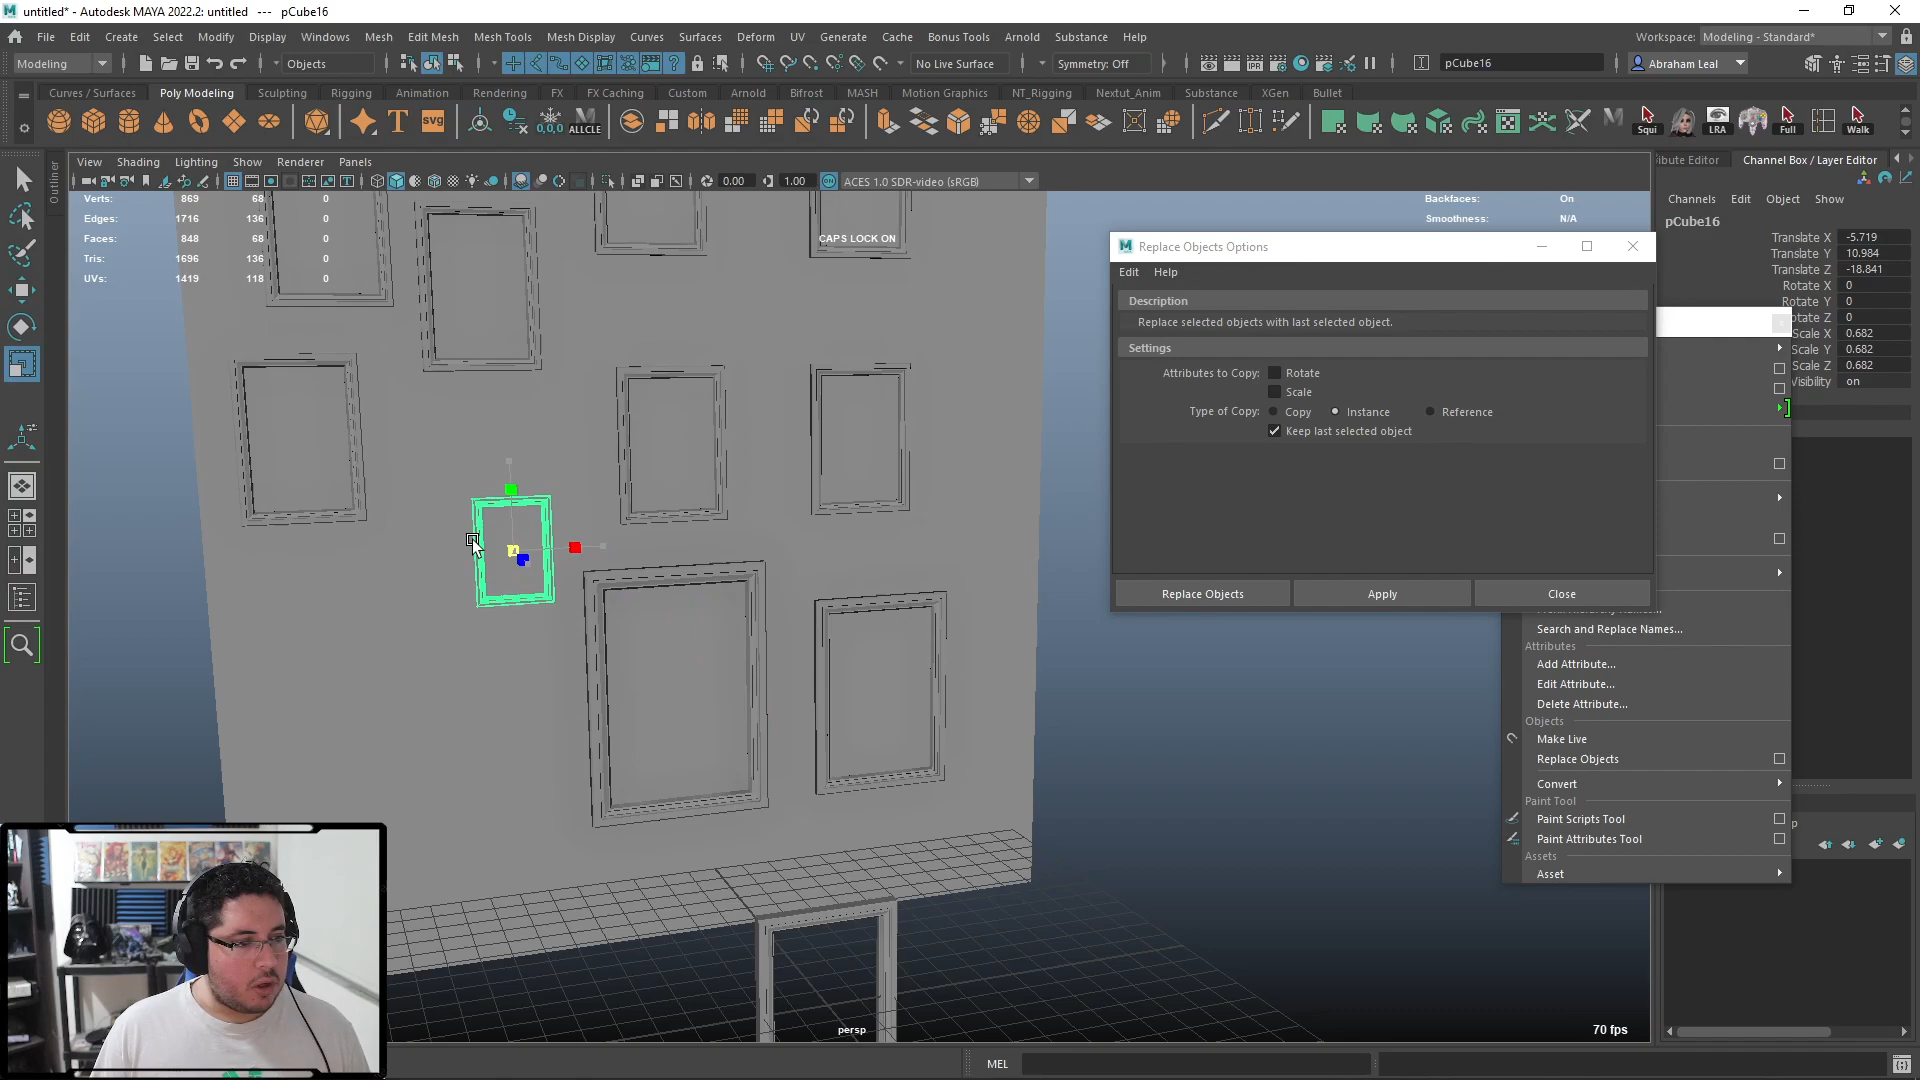 untitled* - Autodesk MAYA 2022.2: untitled --- pCube16
File Edit Create Select Modify Display Windows Mesh Edit Mesh Mesh Tools Mesh Display Curves Surfaces Deform UV Generate Cache Bonus Tools Arnold Substance Help
Workspace: Modeling - Standard*
Modeling Objects No Live Surface Symmetry: Off pCube16 Abraham Leal
Curves / Surfaces Poly Modeling Sculpting Rigging Animation Rendering FX FX Caching Custom Arnold Bifrost MASH Motion Graphics NT_Rigging Nextut_Anim Substance XGen Bullet
T svg 0,0,0 ALLCLE Squi LRA Full Walk
Outliner
View Shading Lighting Show Renderer Panels
ibute Editor Channel Box / Layer Editor
0.00 1.00 ON ACES 1.0 SDR-video (sRGB)
Verts: 869 68 0
Edges: 1716 136 0
Faces: 848 68 0
Tris: 1696 136 0
UVs: 1419 118 0
Backfaces: On
Smoothness: N/A
CAPS LOCK ON
Channels Edit Object Show
pCube16
Translate X -5.719
Translate Y 10.984
Translate Z -18.841
Rotate X 0
Rotate Y 0
otate Z 0
Scale X 0.682
Scale Y 0.682
Scale Z 0.682
Visibility on
Replace Objects Options
Edit Help
Description
Replace selected objects with last selected object.
Settings
Attributes to Copy: Rotate
Scale
Type of Copy: Copy Instance Reference
Keep last selected object
Replace Objects Apply Close
Search and Replace Names...
Attributes
Add Attribute...
Edit Attribute...
Delete Attribute...
Objects
Make Live
Replace Objects
Convert
Paint Tool
Paint Scripts Tool
Paint Attributes Tool
Assets
Asset
p
persp
70 fps
MEL